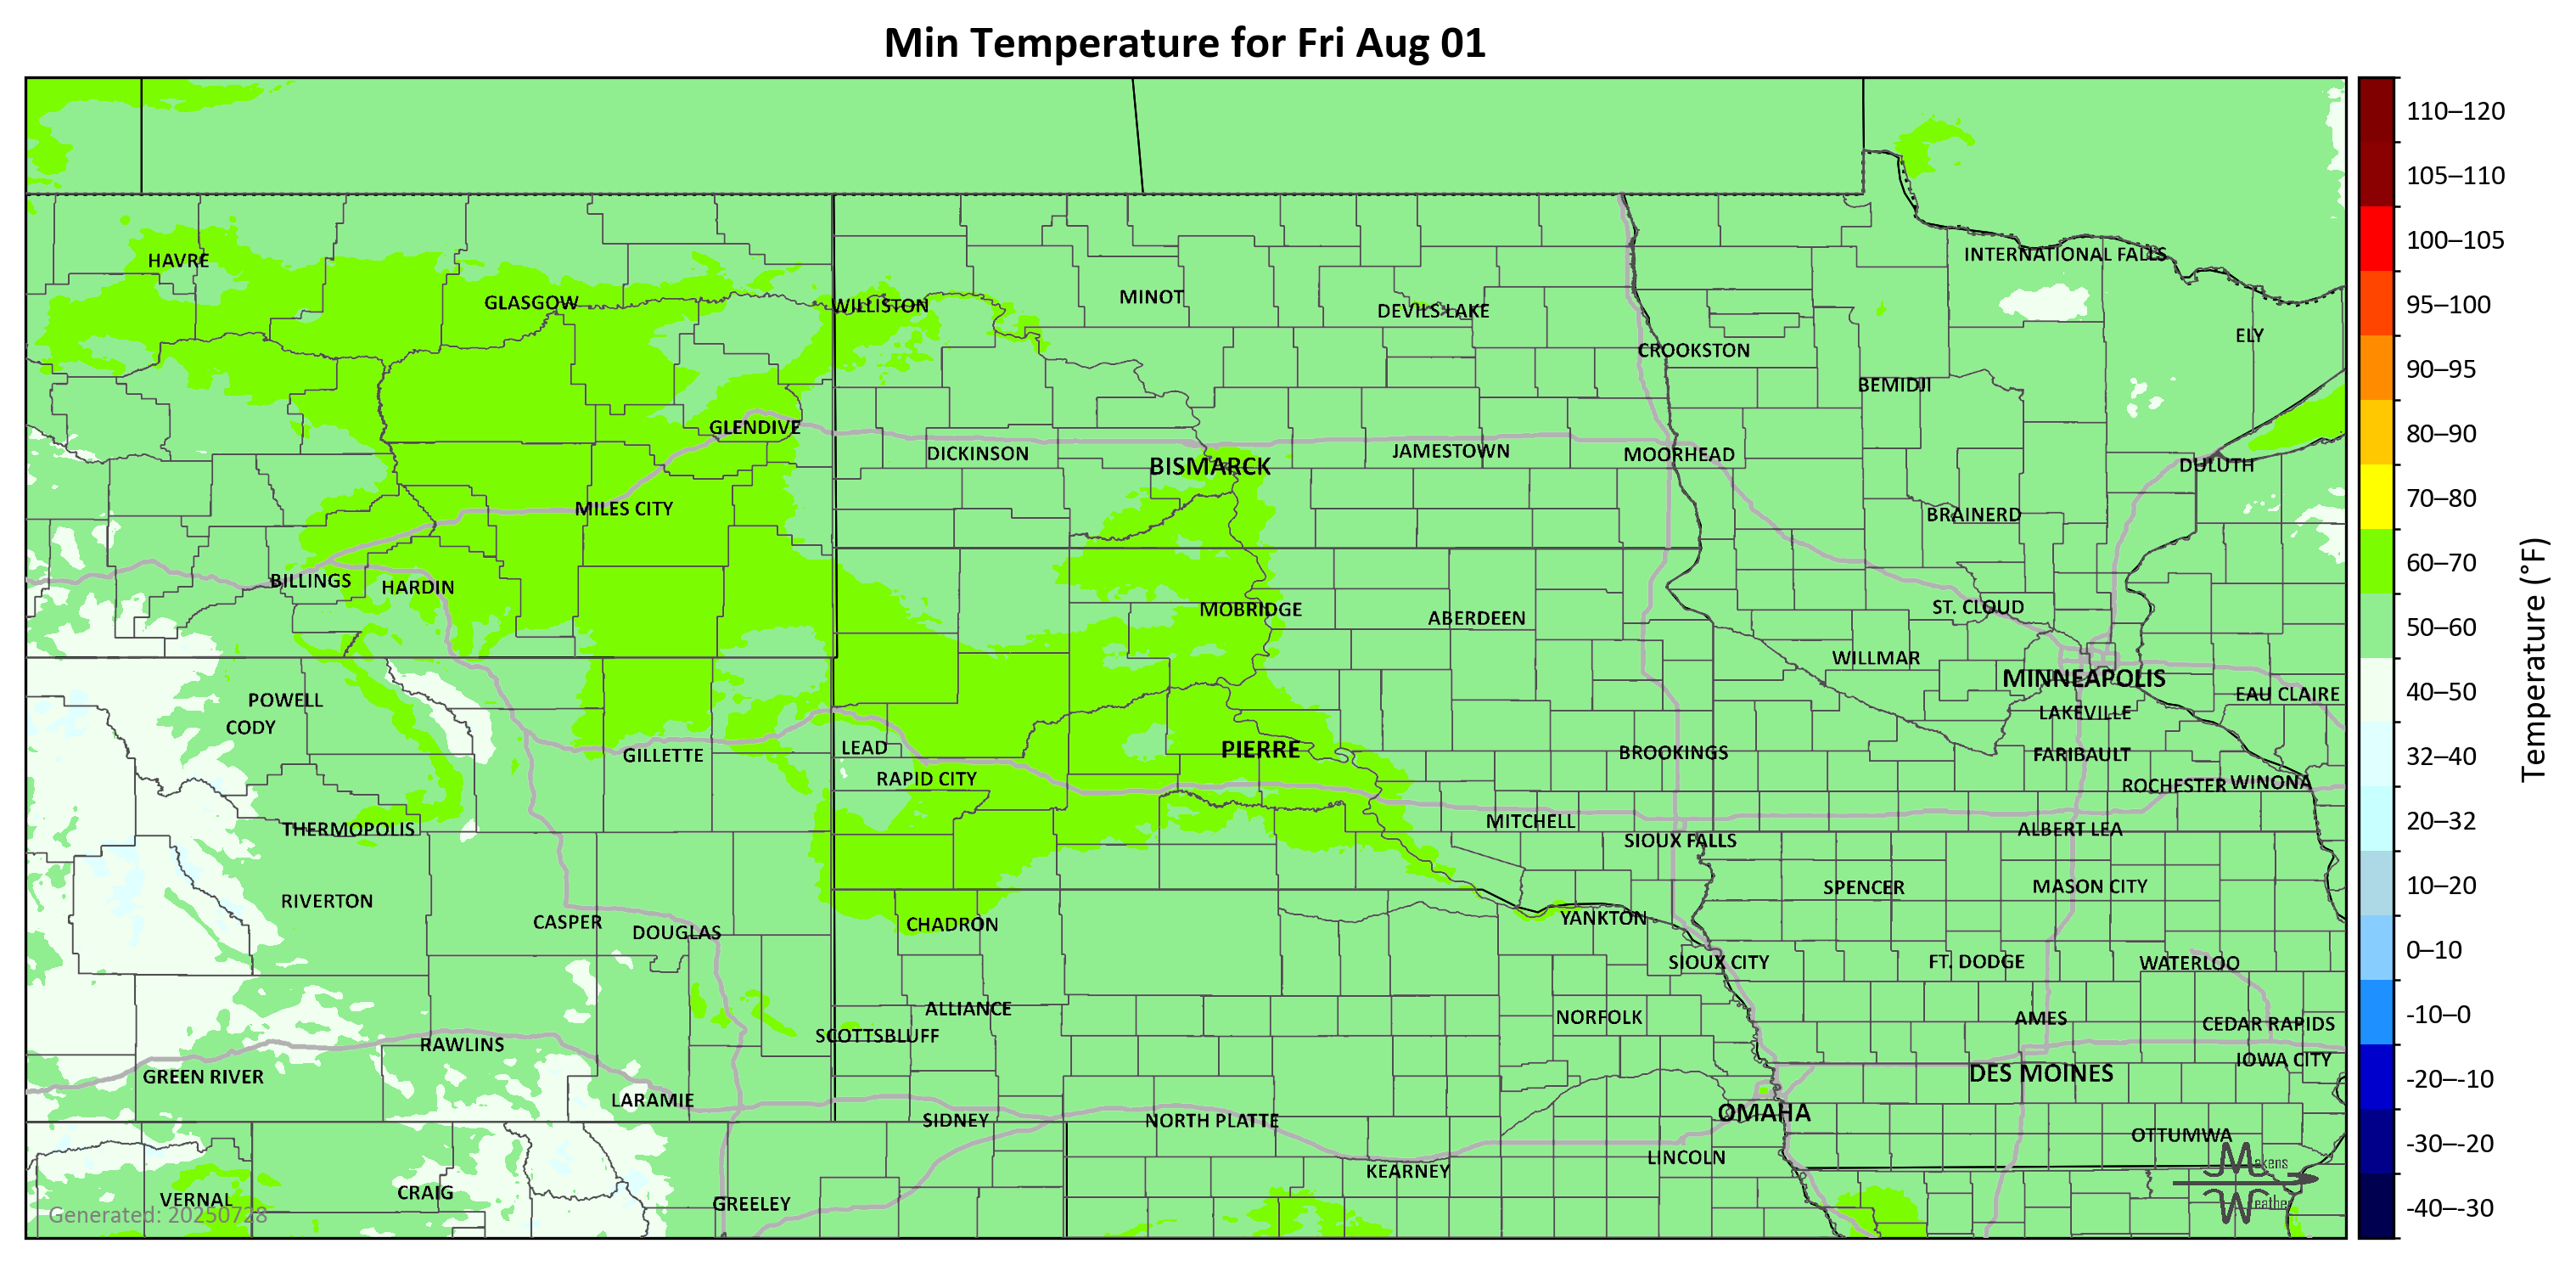 Min Temperature for Fri Aug 01
HAVRE
GLASGOW
WILLISTON
MINOT
DEVILS LAKE
INTERNATIONAL FALLS
ELY
CROOKSTON
BEMIDJI
GLENDIVE
DICKINSON
BISMARCK
JAMESTOWN
MOORHEAD
DULUTH
MILES CITY
BRAINERD
BILLINGS
HARDIN
MOBRIDGE
ABERDEEN
ST. CLOUD
WILLMAR
MINNEAPOLIS
EAU CLAIRE
POWELL
CODY
LAKEVILLE
GILLETTE
LEAD
PIERRE
BROOKINGS
FARIBAULT
RAPID CITY
ROCHESTER
WINONA
THERMOPOLIS
MITCHELL
SIOUX FALLS
ALBERT LEA
RIVERTON
SPENCER
MASON CITY
CASPER
DOUGLAS
CHADRON
YANKTON
SIOUX CITY
FT. DODGE
WATERLOO
ALLIANCE
NORFOLK
AMES
CEDAR RAPIDS
SCOTTSBLUFF
RAWLINS
IOWA CITY
GREEN RIVER
DES MOINES
LARAMIE
SIDNEY
NORTH PLATTE
OMAHA
OTTUMWA
LINCOLN
KEARNEY
VERNAL
CRAIG
GREELEY
Generated: 20250728
Makens
Weather
110–120
105–110
100–105
95–100
90–95
80–90
70–80
60–70
50–60
40–50
32–40
20–32
10–20
0–10
-10–0
-20–-10
-30–-20
-40–-30
Temperature (°F)